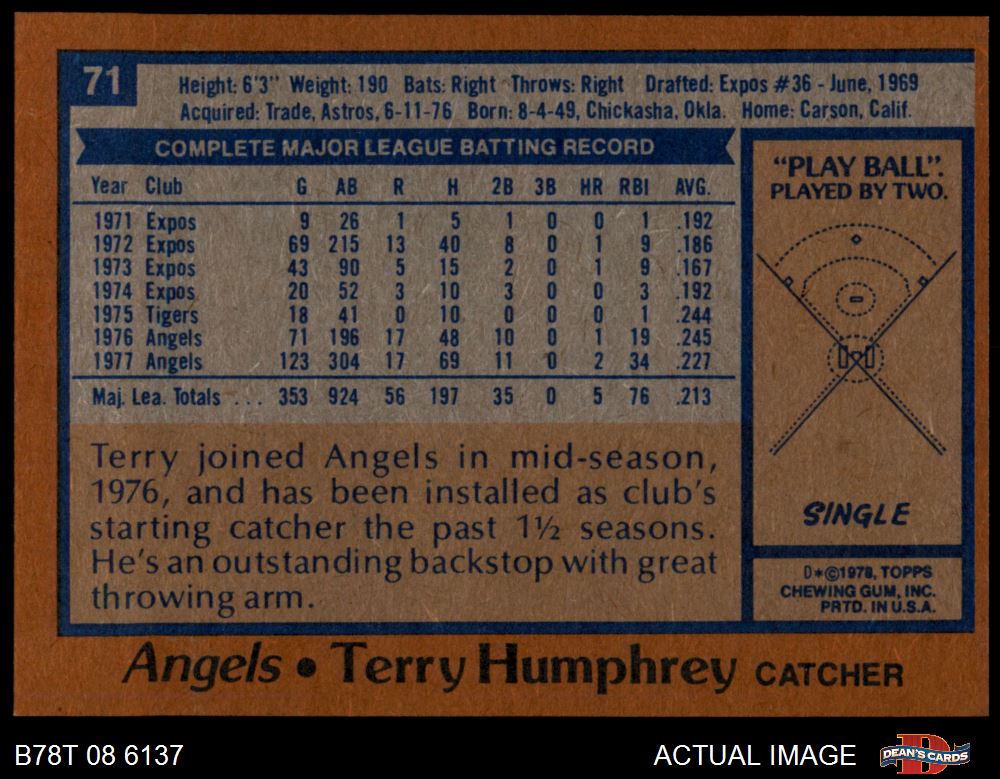 71
Height: 6'3" Weight: 190 Bats: Right Throws: Right Drafted: Expos #36 - June, 1969
Acquired: Trade, Astros, 6-11-76 Born: 8-4-49, Chickasha, Okla. Home: Carson, Calif.
COMPLETE MAJOR LEAGUE BATTING RECORD
Year Club G AB R H 2B 3B HR RBI AVG.
1971 Expos 9 26 1 5 1 0 0 1 .192
1972 Expos 69 215 13 40 8 0 1 9 .186
1973 Expos 43 90 5 15 2 0 1 9 .167
1974 Expos 20 52 3 10 3 0 0 3 .192
1975 Tigers 18 41 0 10 0 0 0 1 .244
1976 Angels 71 196 17 48 10 0 1 19 .245
1977 Angels 123 304 17 69 11 0 2 34 .227
Maj. Lea. Totals ... 353 924 56 197 35 0 5 76 .213
Terry joined Angels in mid-season,
1976, and has been installed as club's
starting catcher the past 1½ seasons.
He's an outstanding backstop with great
throwing arm.
"PLAY BALL".
PLAYED BY TWO.
SINGLE
D*©1978, TOPPS
CHEWING GUM, INC.
PRTD. IN U.S.A.
Angels • Terry Humphrey CATCHER
B78T 08 6137
ACTUAL IMAGE
DEAN'S CARDS